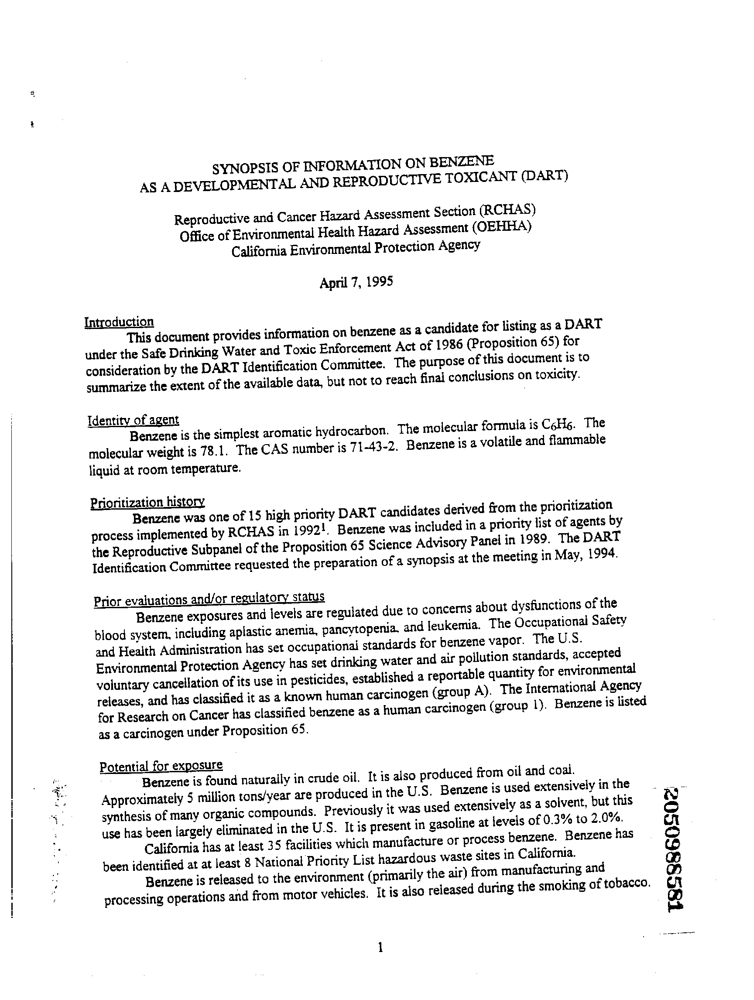 SYNOPSIS OF INFORMATION ON BENZENE
AS A DEVELOPMENTAL AND REPRODUCTIVE TOXICANT (DART)
Reproductive and Cancer Hazard Assessment Section (RCHAS)
Office of Environmental Health Hazard Assessment (OEHHA)
California Environmental Protection Agency
April 7, 1995
Introduction
This document provides information on benzene as a candidate for listing as a DART
under the Safe Drinking Water and Toxic Enforcement Act of 1986 (Proposition 65) for
consideration by the DART Identification Committee. The purpose of this document is to
summarize the extent of the available data, but not to reach final conclusions on toxicity.
Identity of agent
Benzene is the simplest aromatic hydrocarbon. The molecular formula is C₆H₆. The
molecular weight is 78.1. The CAS number is 71-43-2. Benzene is a volatile and flammable
liquid at room temperature.
Prioritization history
Benzene was one of 15 high priority DART candidates derived from the prioritization
process implemented by RCHAS in 1992¹. Benzene was included in a priority list of agents by
the Reproductive Subpanel of the Proposition 65 Science Advisory Panel in 1989. The DART
Identification Committee requested the preparation of a synopsis at the meeting in May, 1994.
Prior evaluations and/or regulatory status
Benzene exposures and levels are regulated due to concerns about dysfunctions of the
blood system, including aplastic anemia, pancytopenia, and leukemia. The Occupational Safety
and Health Administration has set occupational standards for benzene vapor. The U.S.
Environmental Protection Agency has set drinking water and air pollution standards, accepted
voluntary cancellation of its use in pesticides, established a reportable quantity for environmental
releases, and has classified it as a known human carcinogen (group A). The International Agency
for Research on Cancer has classified benzene as a human carcinogen (group 1). Benzene is listed
as a carcinogen under Proposition 65.
Potential for exposure
Benzene is found naturally in crude oil. It is also produced from oil and coal.
Approximately 5 million tons/year are produced in the U.S. Benzene is used extensively in the
synthesis of many organic compounds. Previously it was used extensively as a solvent, but this
use has been largely eliminated in the U.S. It is present in gasoline at levels of 0.3% to 2.0%.
California has at least 35 facilities which manufacture or process benzene. Benzene has
been identified at at least 8 National Priority List hazardous waste sites in California.
Benzene is released to the environment (primarily the air) from manufacturing and
processing operations and from motor vehicles. It is also released during the smoking of tobacco.
2050988581
1